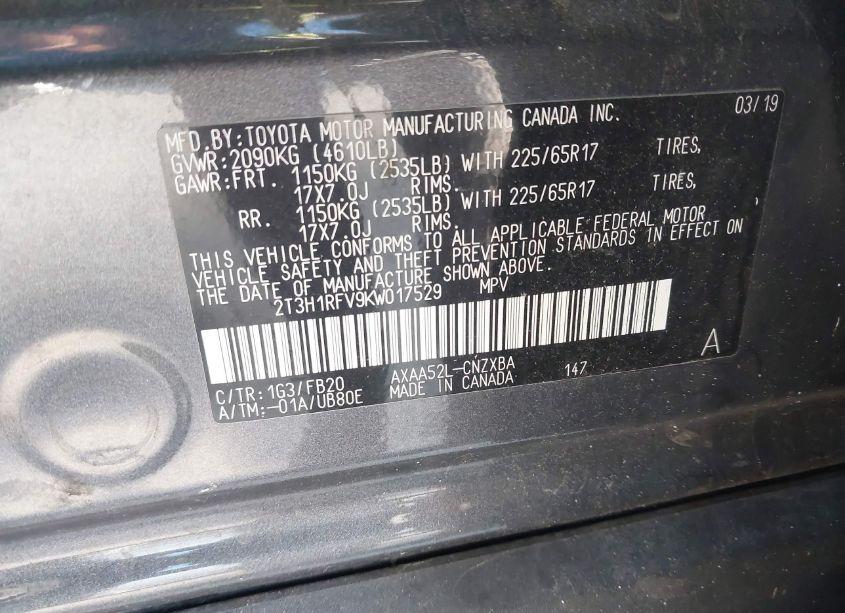 03/19
MFD.BY:TOYOTA MOTOR MANUFACTURING CANADA INC.
GVWR:2090KG (4610LB)
GAWR:FRT. 1150KG (2535LB) WITH 225/65R17 TIRES,
17X7.0J RIMS.
RR. 1150KG (2535LB) WITH 225/65R17 TIRES,
17X7.0J RIMS.
THIS VEHICLE CONFORMS TO ALL APPLICABLE FEDERAL MOTOR
VEHICLE SAFETY AND THEFT PREVENTION STANDARDS IN EFFECT ON
THE DATE OF MANUFACTURE SHOWN ABOVE.
2T3H1RFV9KW017529 MPV
A
C/TR: 1G3/FB20 AXAA52L-CNZXBA 147
A/TM:-01A/UB80E MADE IN CANADA